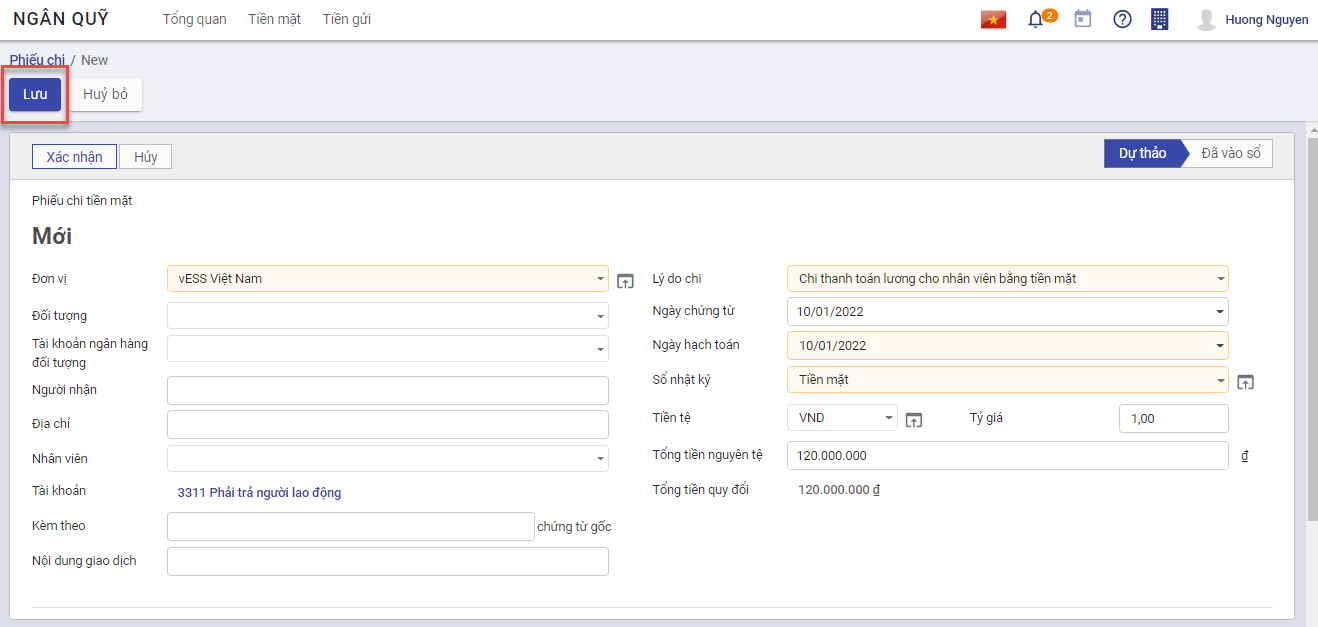 NGÂN QUỸ
Tổng quan Tiền mặt Tiền gửi
2
Huong Nguyen
Phiếu chi / New
Lưu Huỷ bỏ
Xác nhận Hủy
Dự thảo Đã vào sổ
Phiếu chi tiền mặt
Mới
Đơn vị vESS Việt Nam
Lý do chi Chi thanh toán lương cho nhân viên bằng tiền mặt
Đối tượng
Ngày chứng từ 10/01/2022
Tài khoản ngân hàng
đối tượng
Ngày hạch toán 10/01/2022
Người nhận
Sổ nhật ký Tiền mặt
Địa chỉ
Tiền tệ VND Tỷ giá 1,00
Nhân viên
Tổng tiền nguyên tệ 120.000.000 ₫
Tài khoản 3311 Phải trả người lao động
Tổng tiền quy đổi 120.000.000 ₫
Kèm theo chứng từ gốc
Nội dung giao dịch